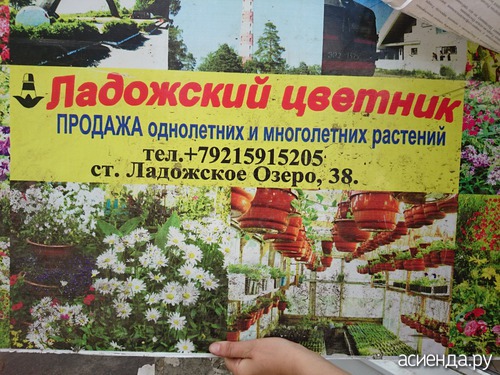 Ладожский цветник
ПРОДАЖА однолетних и многолетних растений
тел.+79215915205
ст. Ладожское Озеро, 38.
асиенда.ру